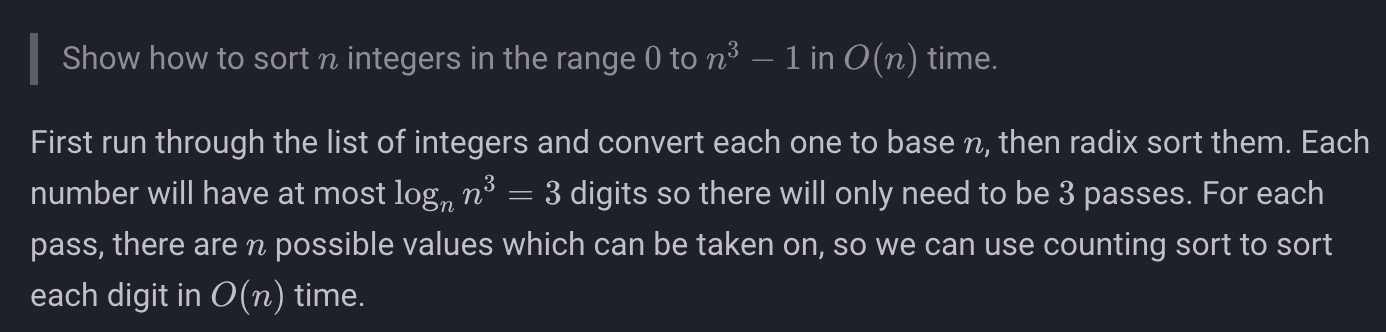 Show how to sort n integers in the range 0 to n³ − 1 in O(n) time.
First run through the list of integers and convert each one to base n, then radix sort them. Each
number will have at most logₙ n³ = 3 digits so there will only need to be 3 passes. For each
pass, there are n possible values which can be taken on, so we can use counting sort to sort
each digit in O(n) time.